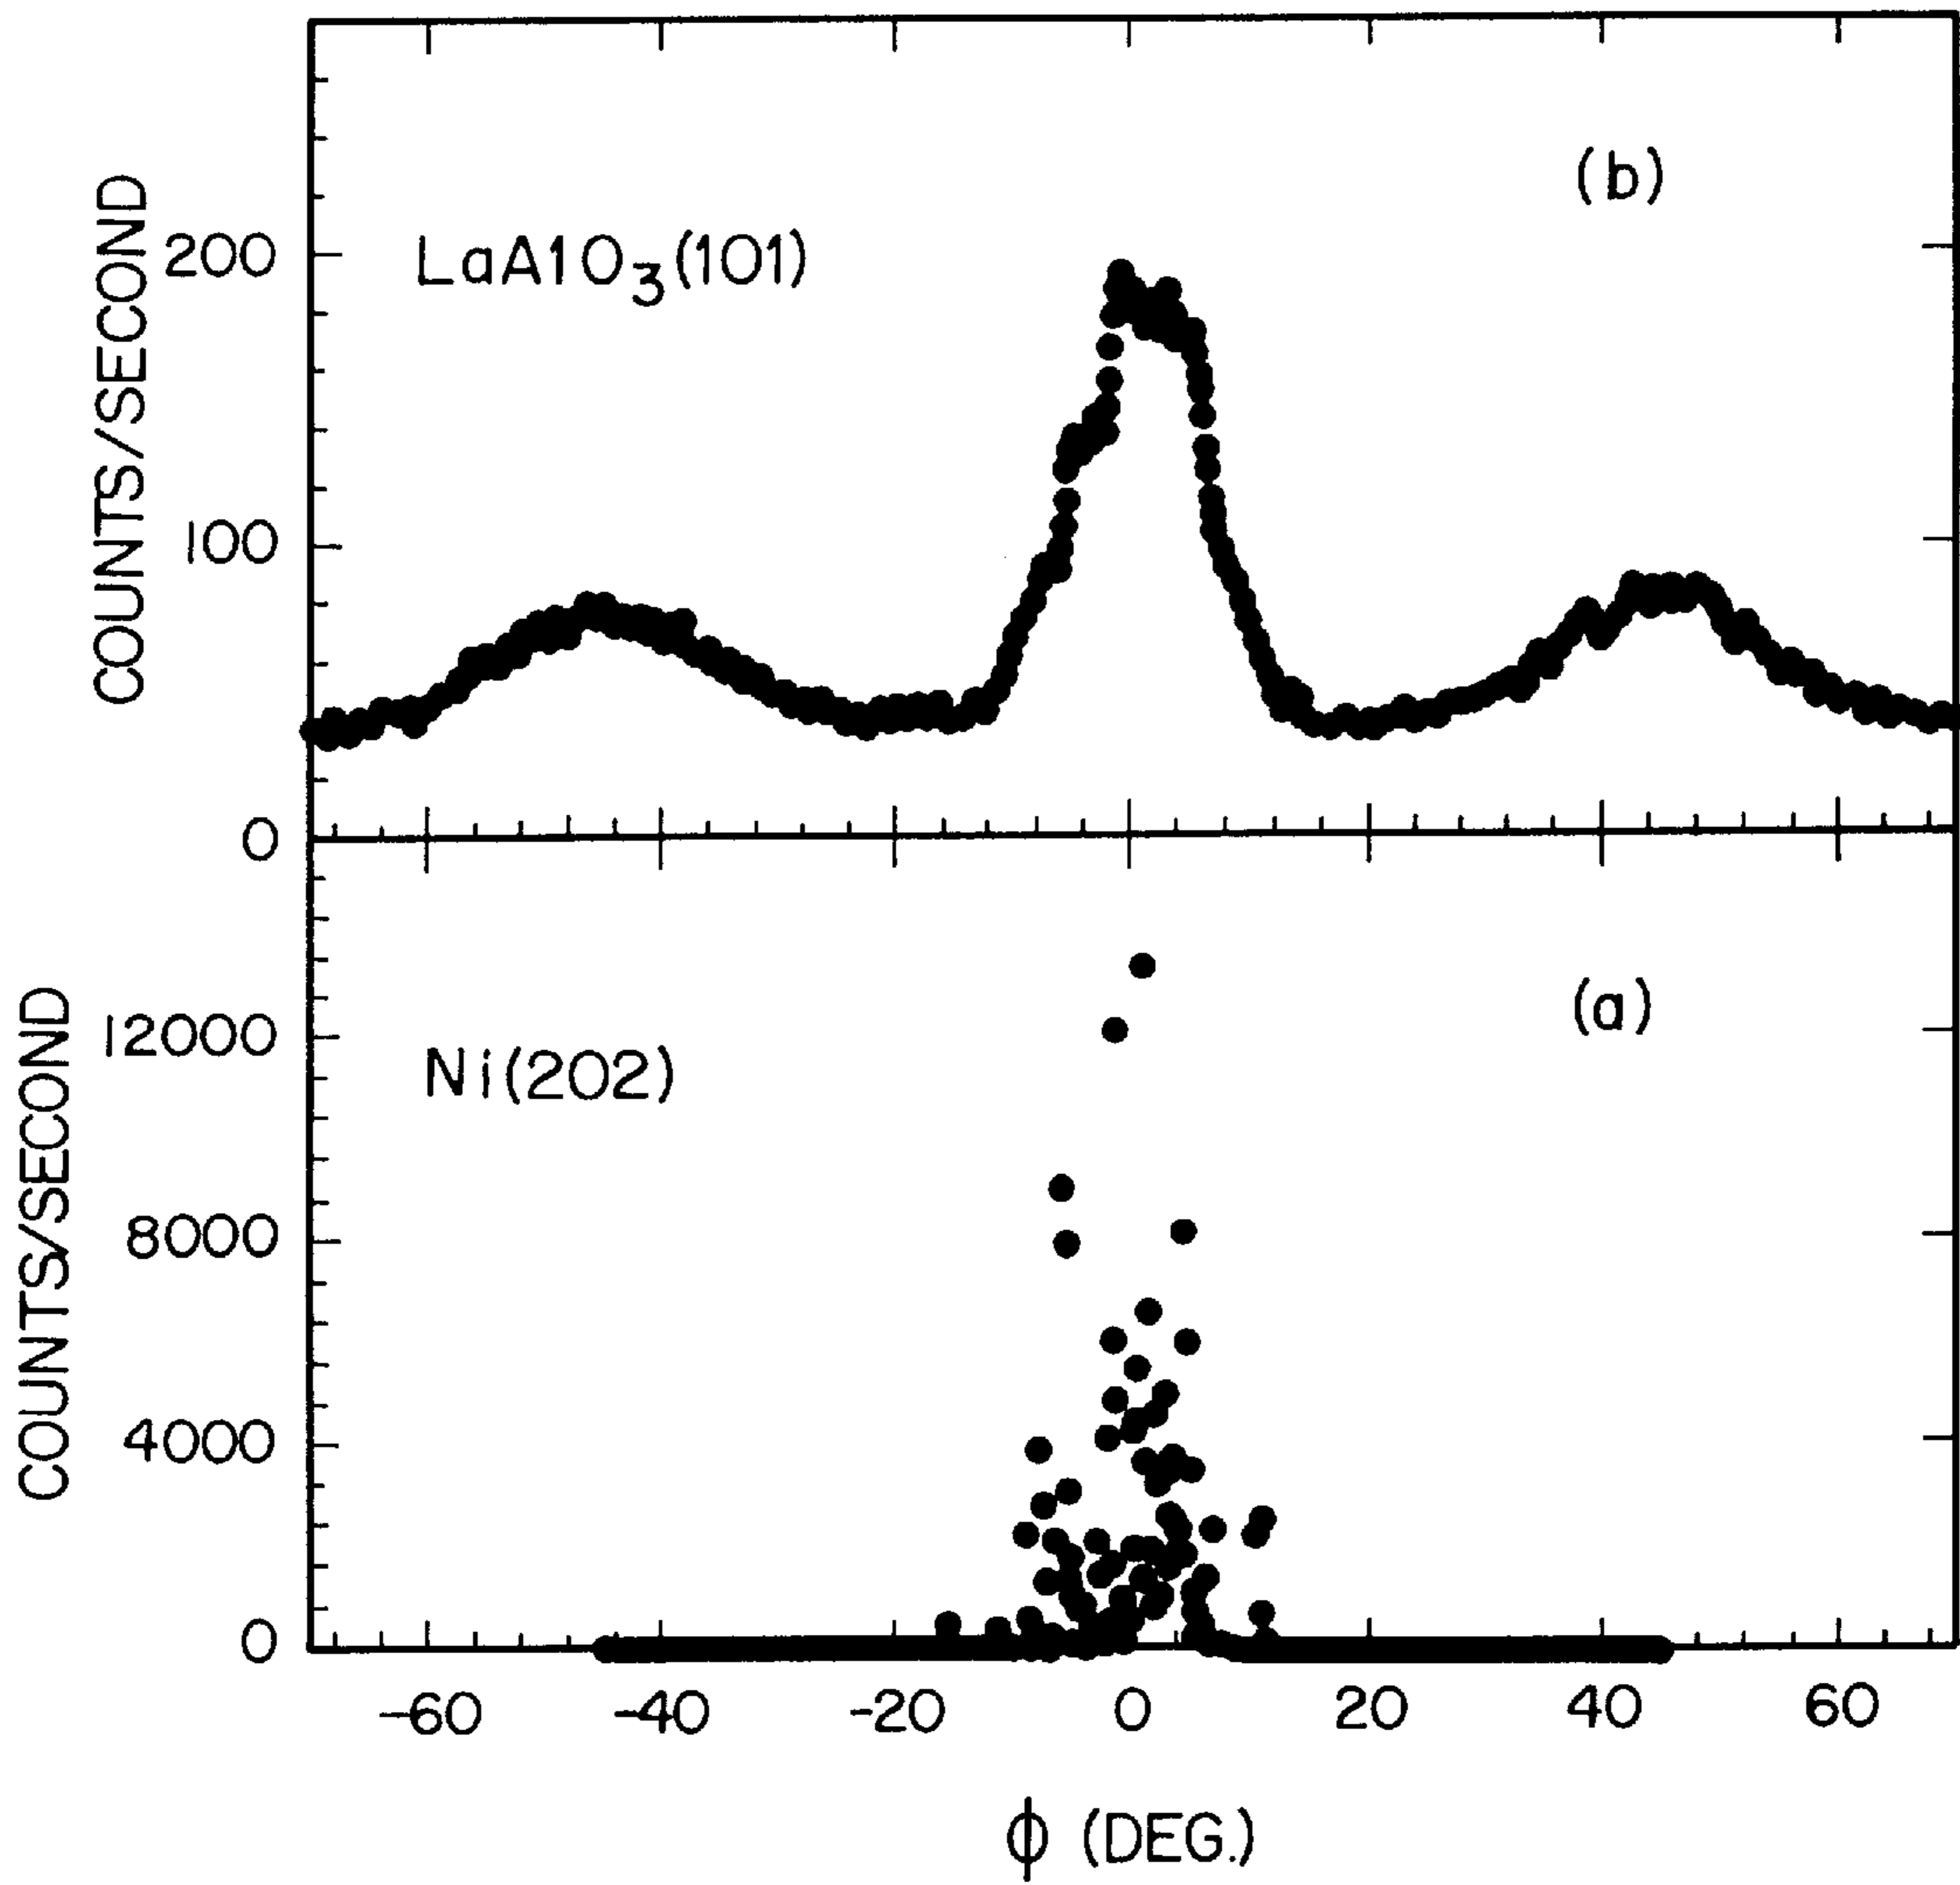 (b)
LaAlO3(101)
COUNTS/SECOND
200
100
0
(a)
Ni(202)
COUNTS/SECOND
12000
8000
4000
0
-60 -40 -20 0 20 40 60
ϕ (DEG.)